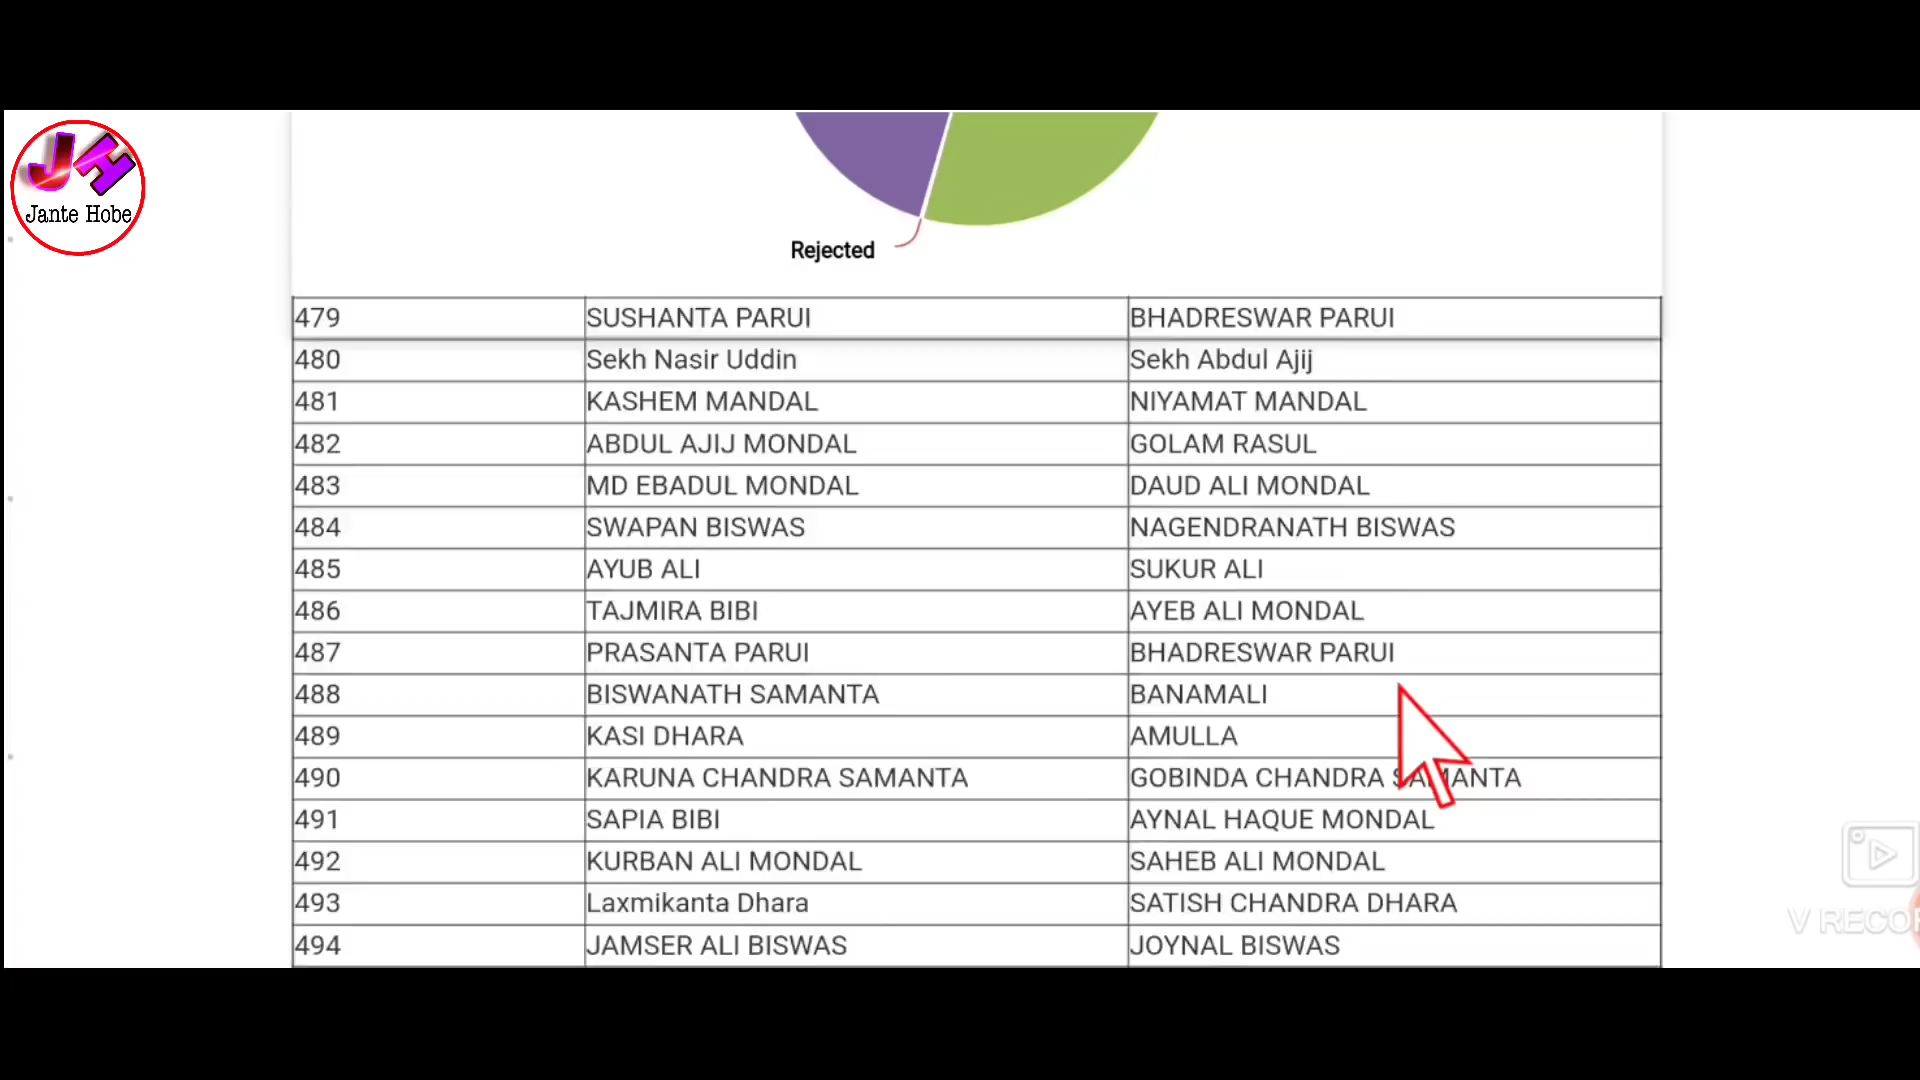 JH
Jante Hobe
Rejected
479 SUSHANTA PARUI BHADRESWAR PARUI
480 Sekh Nasir Uddin Sekh Abdul Ajij
481 KASHEM MANDAL NIYAMAT MANDAL
482 ABDUL AJIJ MONDAL GOLAM RASUL
483 MD EBADUL MONDAL DAUD ALI MONDAL
484 SWAPAN BISWAS NAGENDRANATH BISWAS
485 AYUB ALI SUKUR ALI
486 TAJMIRA BIBI AYEB ALI MONDAL
487 PRASANTA PARUI BHADRESWAR PARUI
488 BISWANATH SAMANTA BANAMALI
489 KASI DHARA AMULLA
490 KARUNA CHANDRA SAMANTA GOBINDA CHANDRA SAMANTA
491 SAPIA BIBI AYNAL HAQUE MONDAL
492 KURBAN ALI MONDAL SAHEB ALI MONDAL
493 Laxmikanta Dhara SATISH CHANDRA DHARA
494 JAMSER ALI BISWAS JOYNAL BISWAS
V RECO